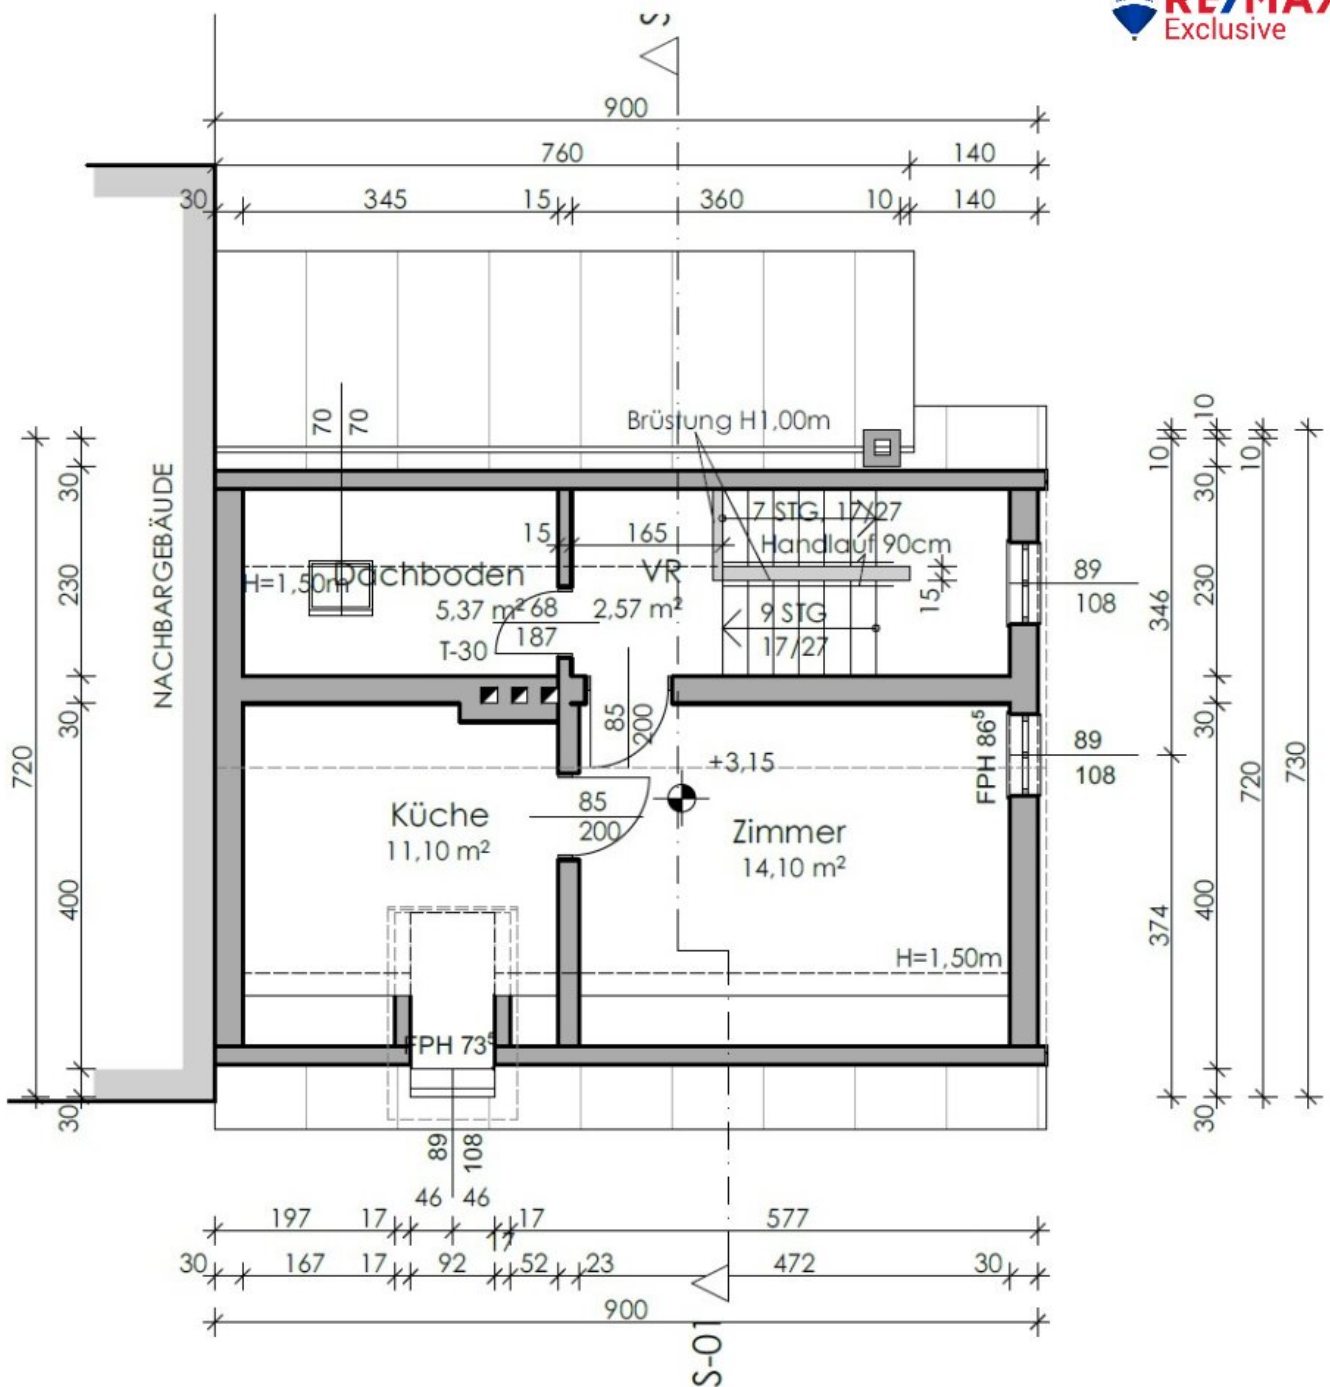 RE/MAX
Exclusive
S
900
760 140
30 345 15 360 10 140
70 70
Brüstung H1,00m
NACHBARGEBÄUDE
720
30 230 30 400 30
15 165
7 STG, 17/27
Handlauf 90cm
H=1,50m
Dachboden
5,37 m²
T-30
68
187
VR
2,57 m²
9 STG
17/27
15
89
108
85
200
+3,15
FPH 86⁵
89
108
Küche
11,10 m²
85
200
Zimmer
14,10 m²
H=1,50m
FPH 73⁵
10 346 374
10 30 230 30 400 30
10 720
730
89 108
46 46
197 17 17 577
30 167 17 92 17 52 23 472 30
900
S-01